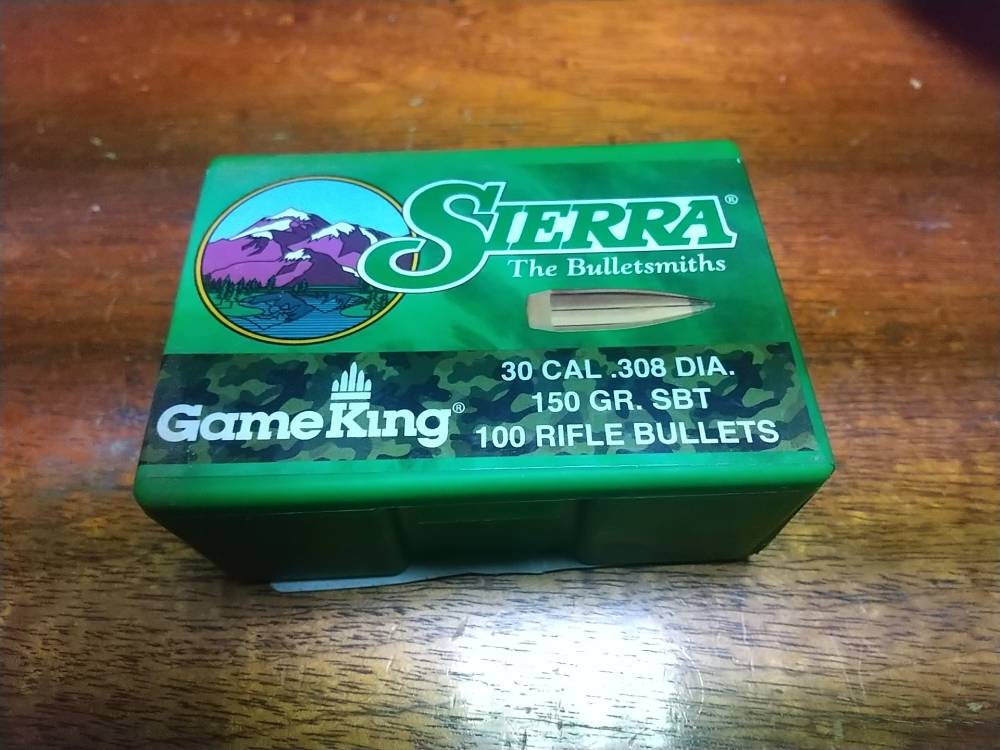 SIERRA®
The Bulletsmiths
GameKing®
30 CAL .308 DIA.
150 GR. SBT
100 RIFLE BULLETS